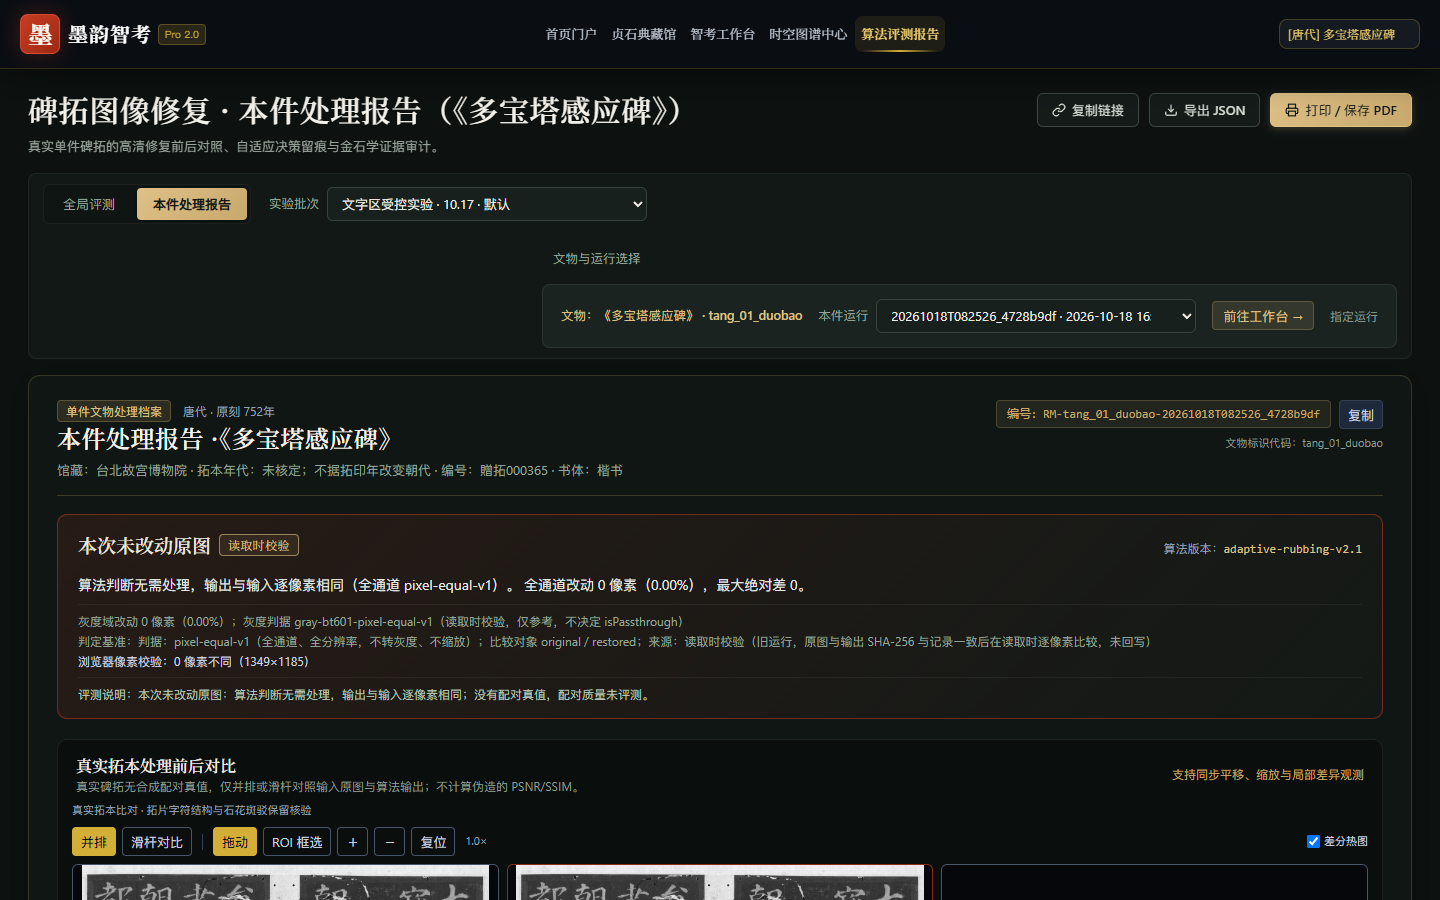 墨 墨韵智考 Pro 2.0 首页门户 贞石典藏馆 智考工作台 时空图谱中心 算法评测报告 [唐代] 多宝塔感应碑
碑拓图像修复 · 本件处理报告（《多宝塔感应碑》） 复制链接 导出 JSON 打印 / 保存 PDF
真实单件碑拓的高清修复前后对照、自适应决策留痕与金石学证据审计。
全局评测 本件处理报告 实验批次 文字区受控实验 · 10.17 · 默认
文物与运行选择
文物：《多宝塔感应碑》 · tang_01_duobao 本件运行 20261018T082526_4728b9df · 2026-10-18 16: 前往工作台 → 指定运行
单件文物处理档案 唐代 · 原刻 752年 编号：RM-tang_01_duobao-20261018T082526_4728b9df 复制
本件处理报告 ·《多宝塔感应碑》 文物标识代码：tang_01_duobao
馆藏：台北故宫博物院 · 拓本年代：未核定；不据拓印年改变朝代 · 编号：贈拓000365 · 书体：楷书
本次未改动原图 读取时校验 算法版本：adaptive-rubbing-v2.1
算法判断无需处理，输出与输入逐像素相同（全通道 pixel-equal-v1）。 全通道改动 0 像素（0.00%），最大绝对差 0。
灰度域改动 0 像素（0.00%）；灰度判据 gray-bt601-pixel-equal-v1（读取时校验，仅参考，不决定 isPassthrough）
判定基准：判据：pixel-equal-v1（全通道、全分辨率，不转灰度、不缩放）；比较对象 original / restored；来源：读取时校验（旧运行，原图与输出 SHA-256 与记录一致后在读取时逐像素比较，未回写）
浏览器像素校验：0 像素不同（1349×1185）
评测说明：本次未改动原图：算法判断无需处理，输出与输入逐像素相同；没有配对真值，配对质量未评测。
真实拓本处理前后对比 支持同步平移、缩放与局部差异观测
真实碑拓无合成配对真值，仅并排或滑杆对照输入原图与算法输出；不计算伪造的 PSNR/SSIM。
真实拓本比对 · 拓片字符结构与石花斑驳保留核验
并排 滑杆对比 拖动 ROI 框选 + − 复位 1.0× 差分热图